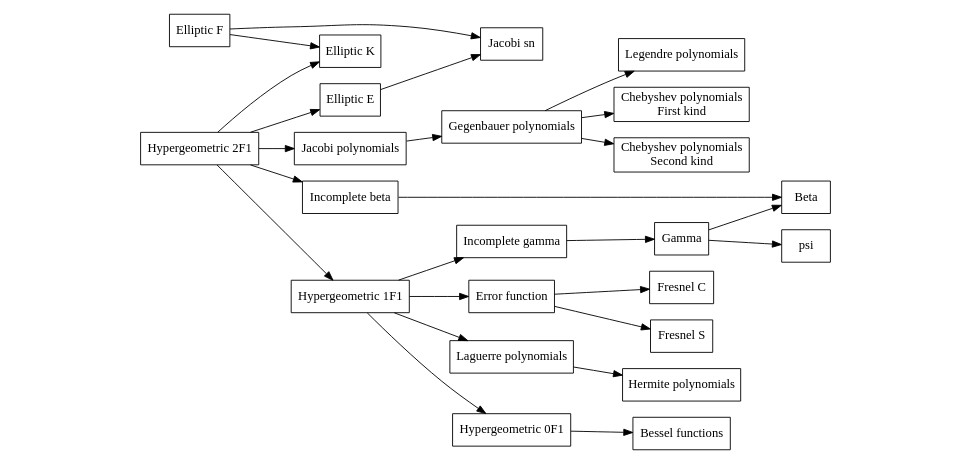 Elliptic F
Jacobi sn
Elliptic K
Legendre polynomials
Elliptic E
Chebyshev polynomials
First kind
Gegenbauer polynomials
Hypergeometric 2F1
Jacobi polynomials
Chebyshev polynomials
Second kind
Incomplete beta
Beta
Incomplete gamma
Gamma
psi
Fresnel C
Hypergeometric 1F1
Error function
Fresnel S
Laguerre polynomials
Hermite polynomials
Hypergeometric 0F1
Bessel functions